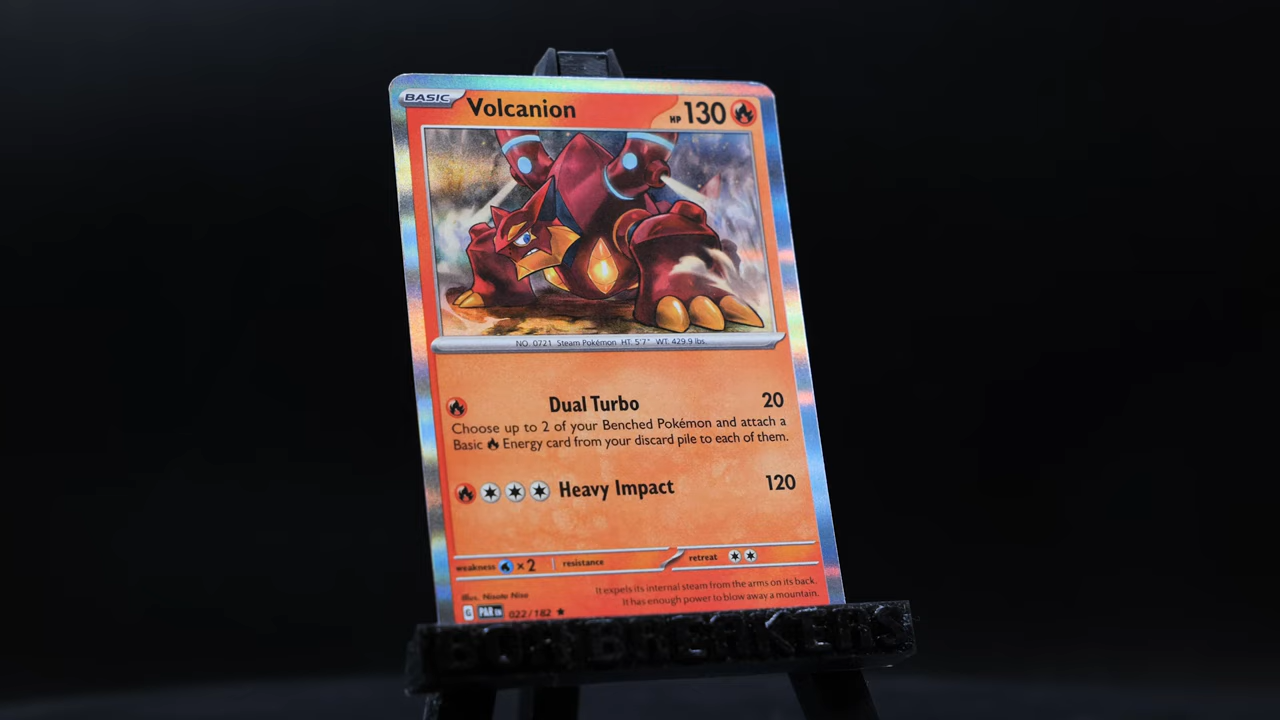 BASIC Volcanion HP 130
NO. 0721 Steam Pokémon HT: 5'7" WT: 429.9 lbs.
Dual Turbo 20
Choose up to 2 of your Benched Pokémon and attach a
Basic Energy card from your discard pile to each of them.
Heavy Impact 120
weakness ×2 resistance retreat
Illus. Nisota Niso
It expels its internal steam from the arms on its back.
It has enough power to blow away a mountain.
G PAR EN 022/182 ★
BOX BREAKERS